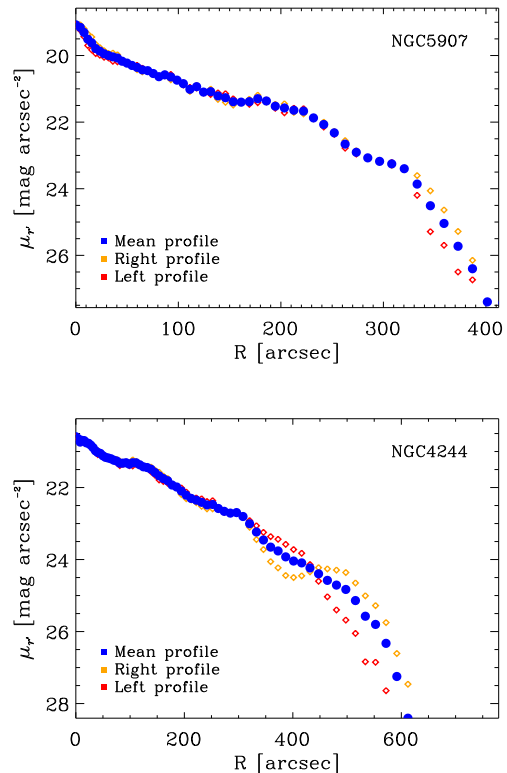 NGC5907
20
22
24
26
μr [mag arcsec⁻²]
Mean profile
Right profile
Left profile
0 100 200 300 400
R [arcsec]
NGC4244
22
24
26
28
μr [mag arcsec⁻²]
Mean profile
Right profile
Left profile
0 200 400 600
R [arcsec]